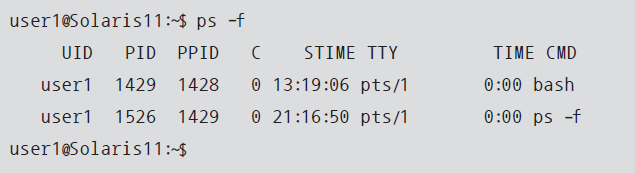 user1@Solaris11:~$ ps -f
UID PID PPID C STIME TTY TIME CMD
user1 1429 1428 0 13:19:06 pts/1 0:00 bash
user1 1526 1429 0 21:16:50 pts/1 0:00 ps -f
user1@Solaris11:~$